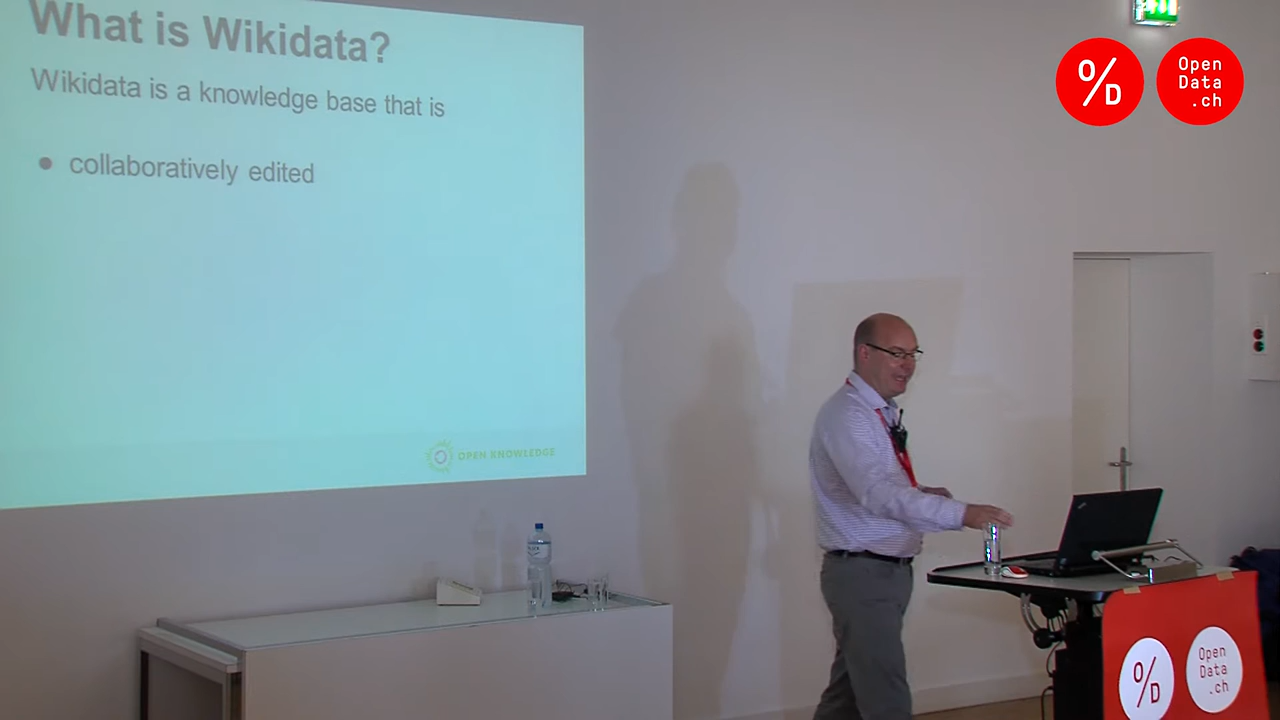 What is Wikidata?
Wikidata is a knowledge base that is
• collaboratively edited
OPEN KNOWLEDGE
%D
Open
Data
.ch
%D
Open
Data
.ch